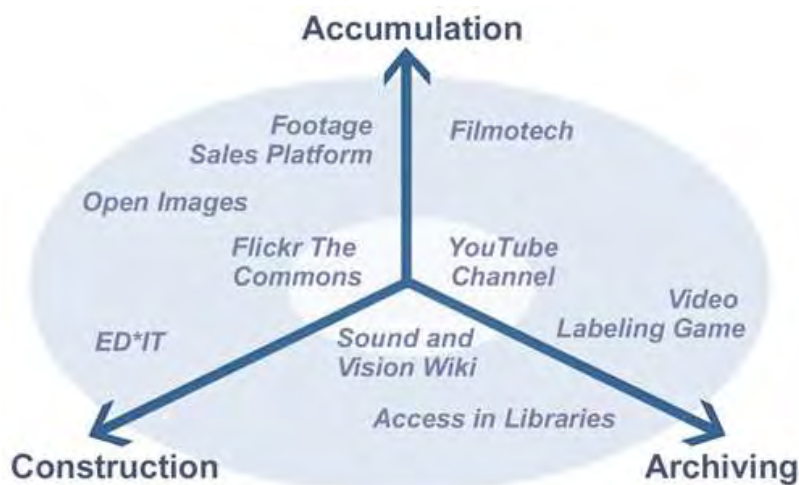 Accumulation
Footage
Sales Platform
Filmotech
Open Images
Flickr The
Commons
YouTube
Channel
Video
Labeling Game
ED*IT
Sound and
Vision Wiki
Access in Libraries
Construction
Archiving